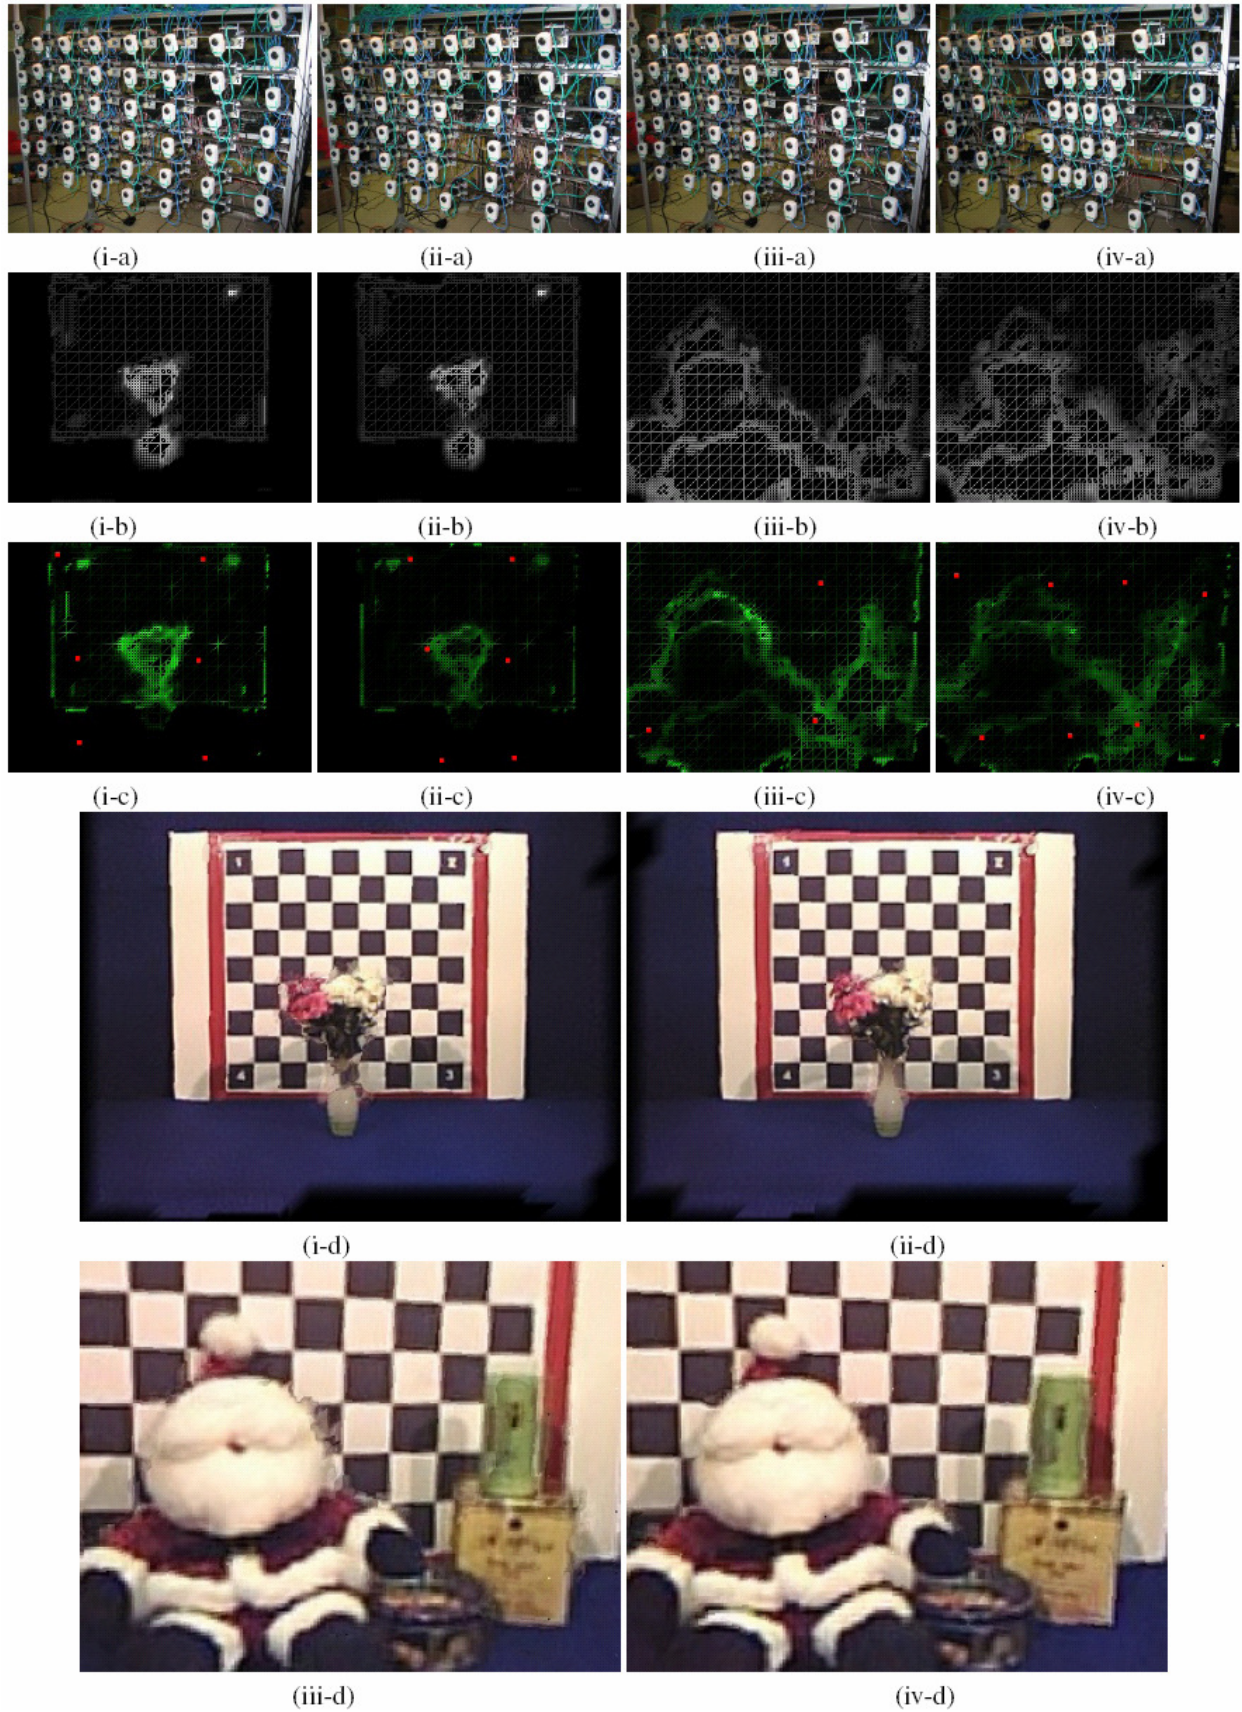 (i-a) (ii-a) (iii-a) (iv-a)
(i-b) (ii-b) (iii-b) (iv-b)
(i-c) (ii-c) (iii-c) (iv-c)
1 2 1 2
4 3 4 3
(i-d) (ii-d)
(iii-d) (iv-d)